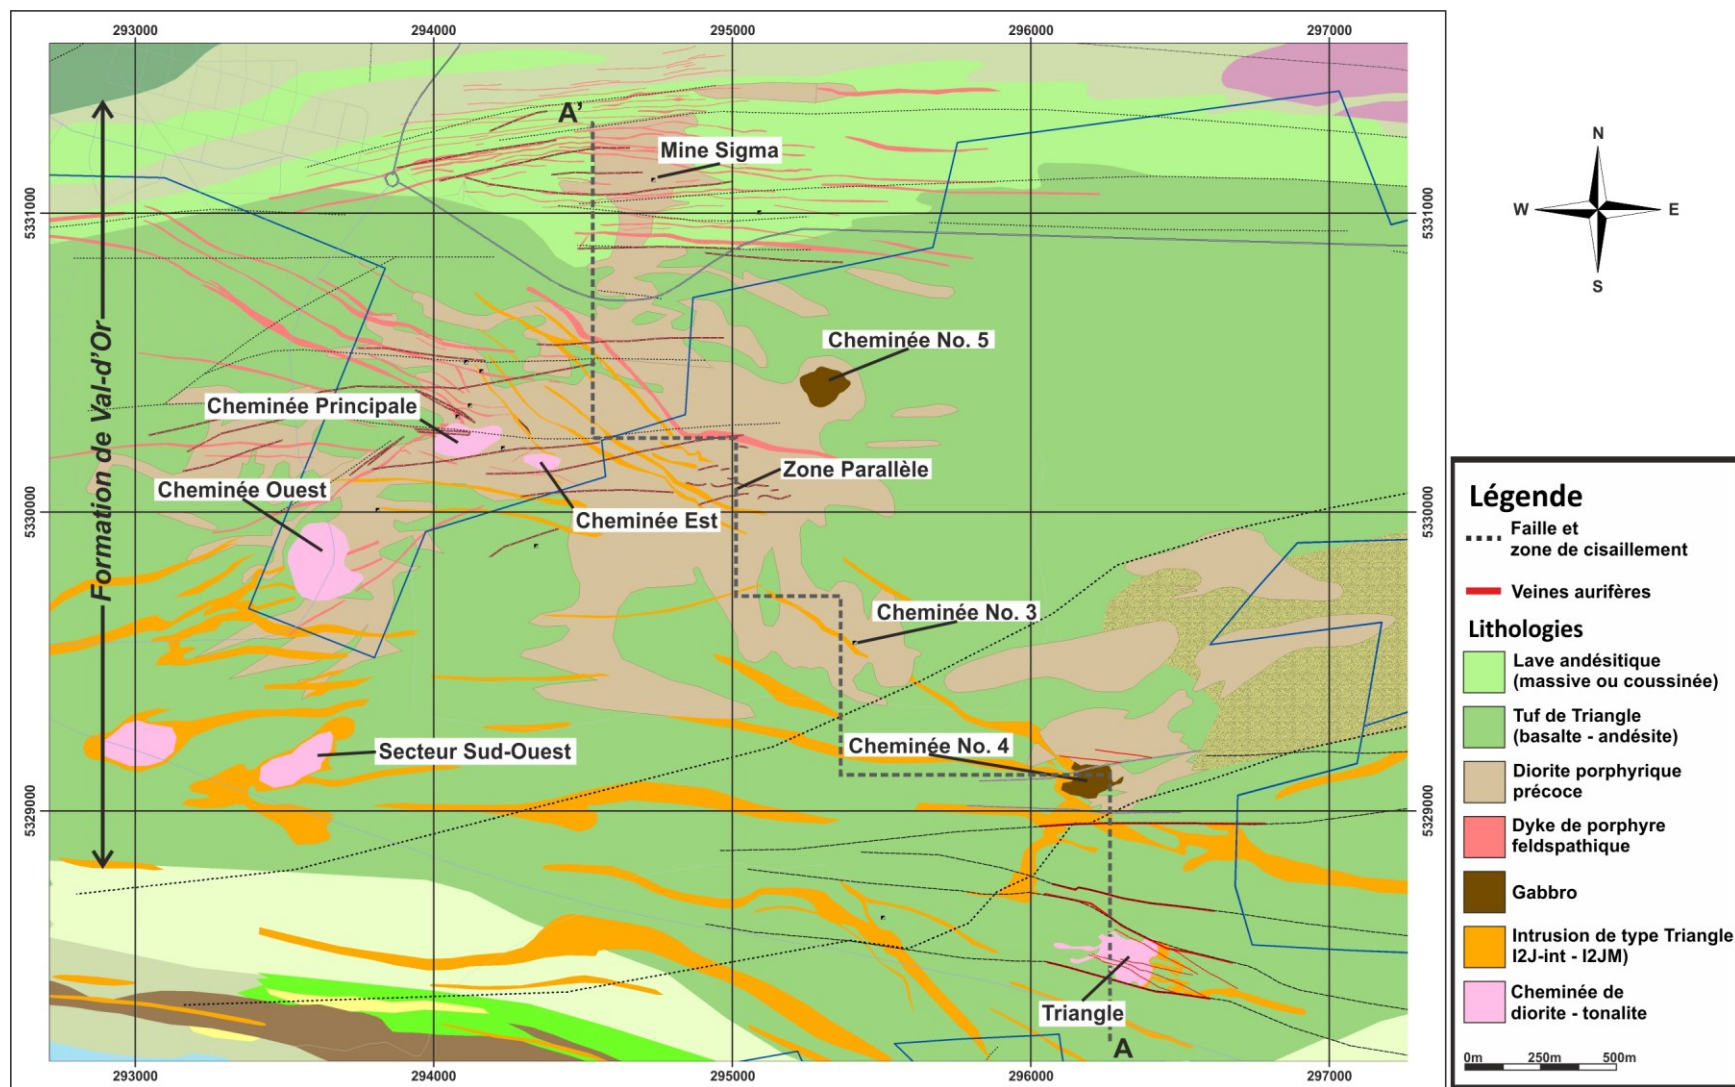 293000
294000
295000
296000
297000
A'
Mine Sigma
N
W
E
S
5331000
5331000
Formation de Val-d'Or
Cheminée No. 5
Cheminée Principale
Zone Parallèle
Cheminée Ouest
Cheminée Est
5330000
5330000
Cheminée No. 3
Cheminée No. 4
Secteur Sud-Ouest
5329000
5329000
Triangle
A
293000
294000
295000
296000
297000
Légende
Faille et
zone de cisaillement
Veines aurifères
Lithologies
Lave andésitique
(massive ou coussinée)
Tuf de Triangle
(basalte - andésite)
Diorite porphyrique
précoce
Dyke de porphyre
feldspathique
Gabbro
Intrusion de type Triangle
I2J-int - I2JM)
Cheminée de
diorite - tonalite
0m 250m 500m